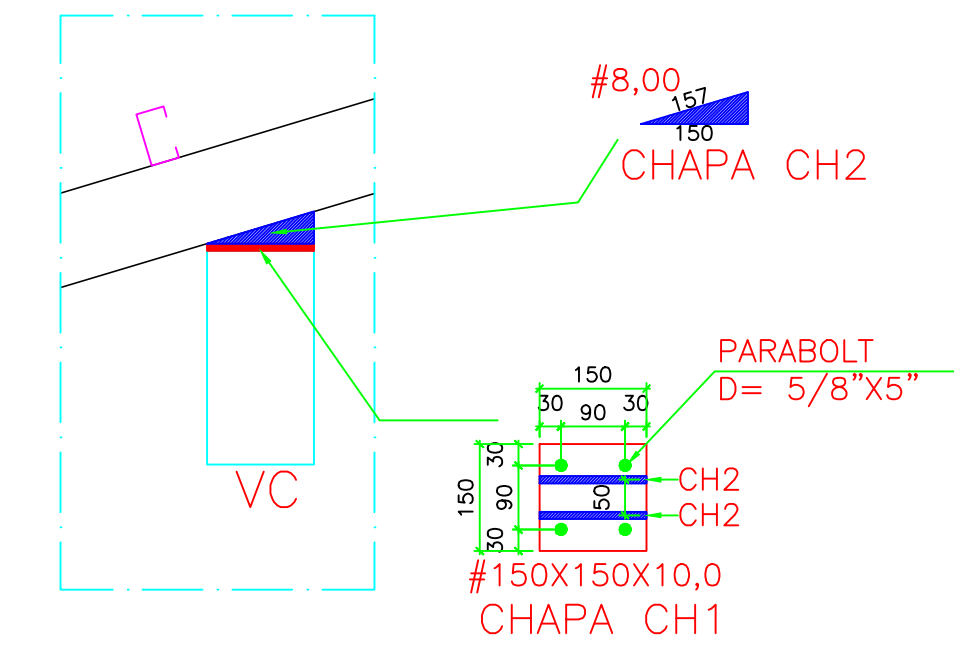 #8,00
157
150
CHAPA CH2
PARABOLT
D= 5/8"X5"
150
30
90
30
30
150
90
50
30
CH2
CH2
VC
#150X150X10,0
CHAPA CH1